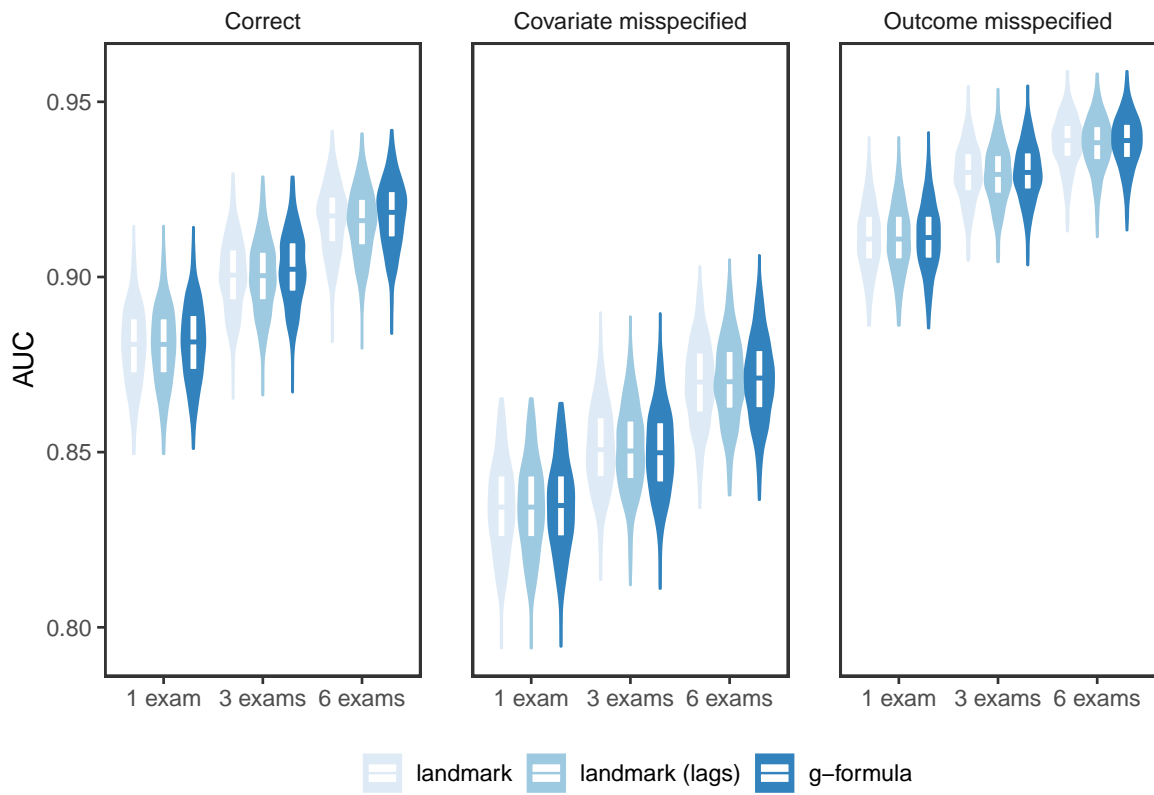 Correct
Covariate misspecified
Outcome misspecified
AUC
0.95
0.90
0.85
0.80
1 exam 3 exams 6 exams
1 exam 3 exams 6 exams
1 exam 3 exams 6 exams
landmark landmark (lags) g−formula